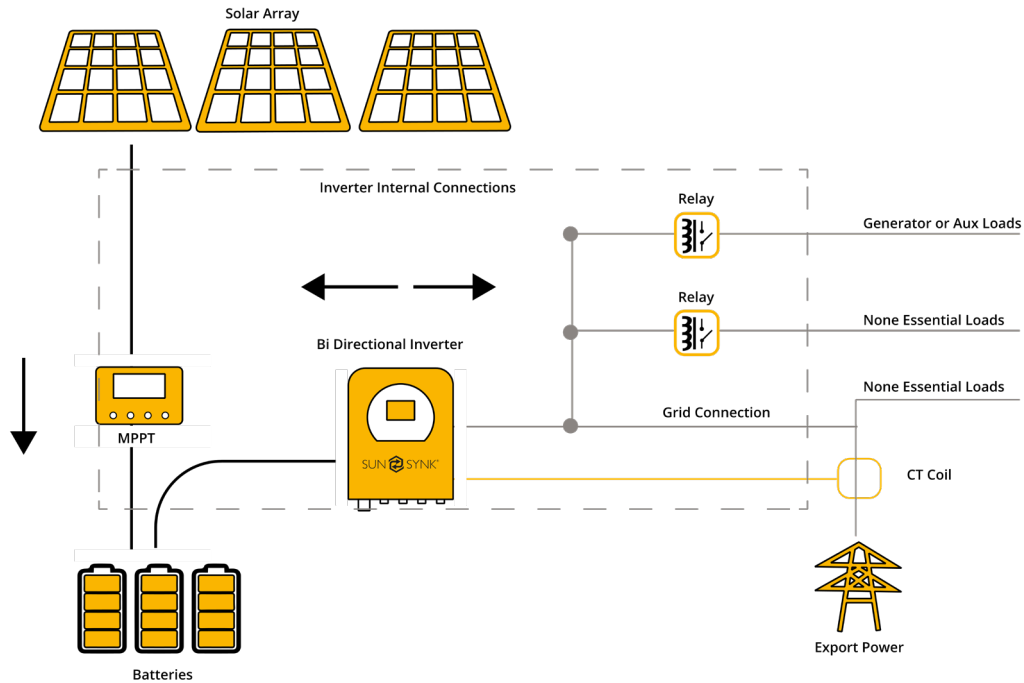 Solar Array
Inverter Internal Connections
Relay
Generator or Aux Loads
Relay
None Essential Loads
Bi Directional Inverter
None Essential Loads
Grid Connection
MPPT
SUN SYNK
CT Coil
Export Power
Batteries